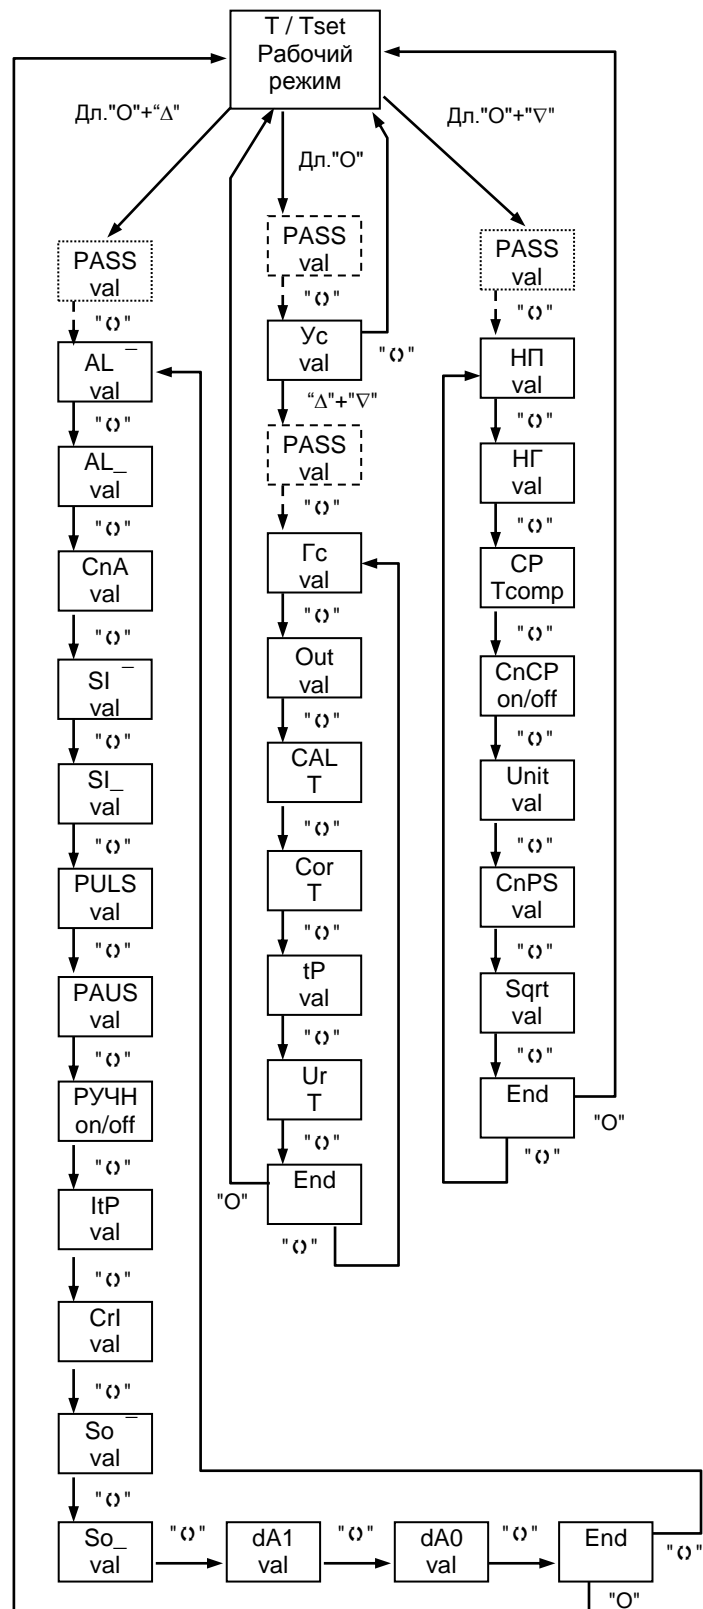 T / Tset
Рабочий
режим
Дл."О"+"Δ"
Дл."О"
Дл."О"+"∇"
PASS
val
"↻"
AL ¯
val
"↻"
AL_
val
"↻"
CnA
val
"↻"
SI ¯
val
"↻"
SI_
val
"↻"
PULS
val
"↻"
PAUS
val
"↻"
РУЧН
on/off
"↻"
ItP
val
"↻"
CrI
val
"↻"
So ¯
val
"↻"
So_
val
"↻"
dA1
val
"↻"
dA0
val
"↻"
End
"↻"
"О"
PASS
val
"↻"
Ус
val
"↻"
"Δ"+"∇"
PASS
val
"↻"
Гс
val
"↻"
Out
val
"↻"
CAL
T
"↻"
Cor
T
"↻"
tP
val
"↻"
Ur
T
"↻"
End
"О"
"↻"
PASS
val
"↻"
НП
val
"↻"
НГ
val
"↻"
CP
Tcomp
"↻"
CnCP
on/off
"↻"
Unit
val
"↻"
CnPS
val
"↻"
Sqrt
val
"↻"
End
"О"
"↻"